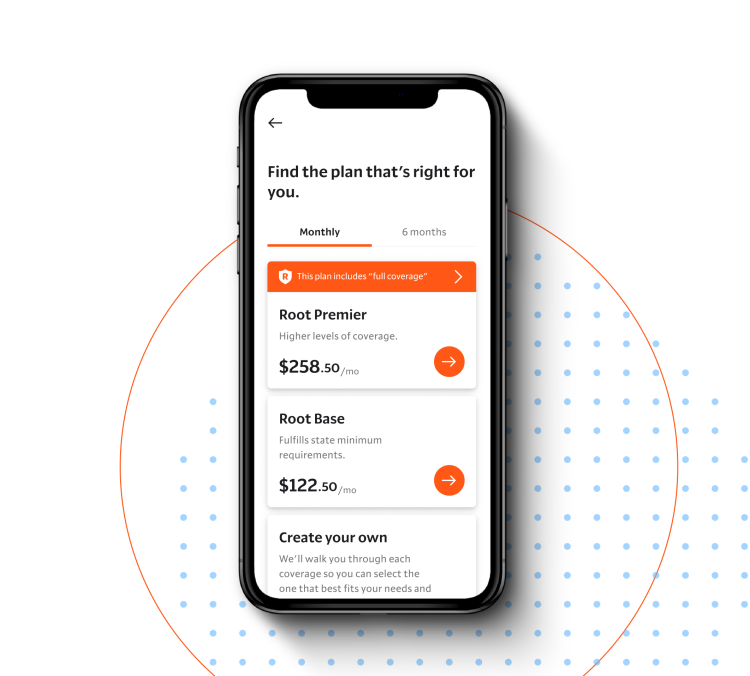 Find the plan that's right for
you.
Monthly
6 months
R
This plan includes "full coverage"
Root Premier
Higher levels of coverage.
$258.50/mo
Root Base
Fulfills state minimum
requirements.
$122.50/mo
Create your own
We'll walk you through each
coverage so you can select the
one that best fits your needs and